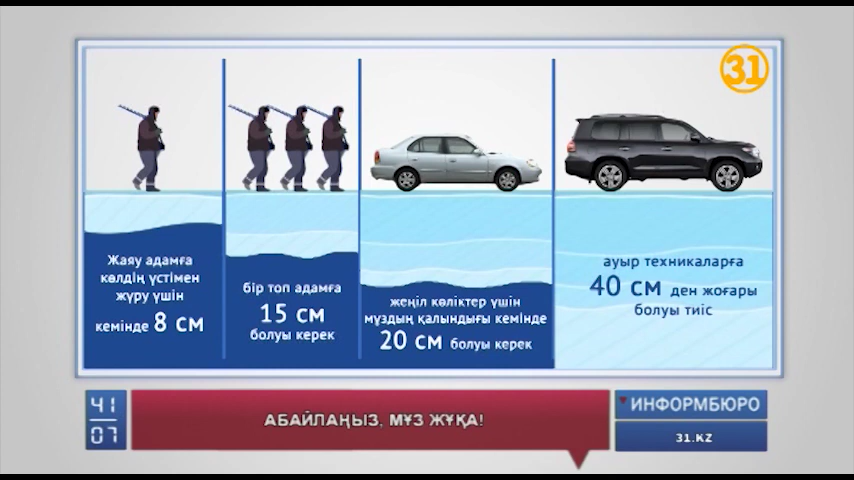 31
Жаяу адамға
көлдің үстімен
жүру үшін
кемінде 8 см
бір топ адамға
15 см
болуы керек
жеңіл көліктер үшін
мұздың қалындығы кемінде
20 см болуы керек
ауыр техникаларға
40 см ден жоғары
болуы тиіс
41
07
АБАЙЛАҢЫЗ, МҰЗ ЖҰҚА!
ИНФОРМБЮРО
31.KZ